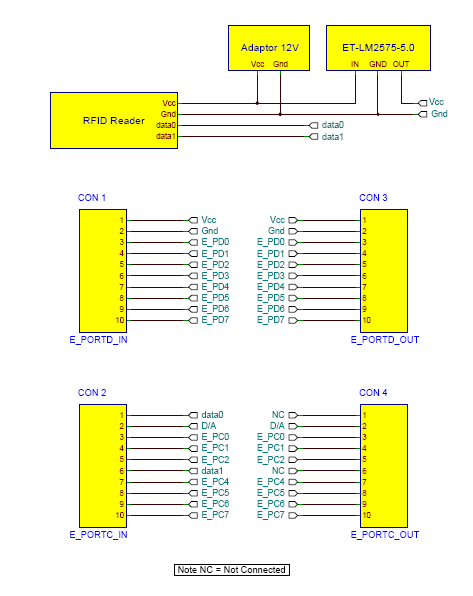 Adaptor 12V
Vcc Gnd
ET-LM2575-5.0
IN GND OUT
RFID Reader
Vcc
Gnd
data0
data1
Vcc
Gnd
data0
data1
CON 1
1 Vcc
2 Gnd
3 E_PD0
4 E_PD1
5 E_PD2
6 E_PD3
7 E_PD4
8 E_PD5
9 E_PD6
10 E_PD7
E_PORTD_IN
CON 3
Vcc 1
Gnd 2
E_PD0 3
E_PD1 4
E_PD2 5
E_PD3 6
E_PD4 7
E_PD5 8
E_PD6 9
E_PD7 10
E_PORTD_OUT
CON 2
1 data0
2 D/A
3 E_PC0
4 E_PC1
5 E_PC2
6 data1
7 E_PC4
8 E_PC5
9 E_PC6
10 E_PC7
E_PORTC_IN
CON 4
NC 1
D/A 2
E_PC0 3
E_PC1 4
E_PC2 5
NC 6
E_PC4 7
E_PC5 8
E_PC6 9
E_PC7 10
E_PORTC_OUT
Note NC = Not Connected